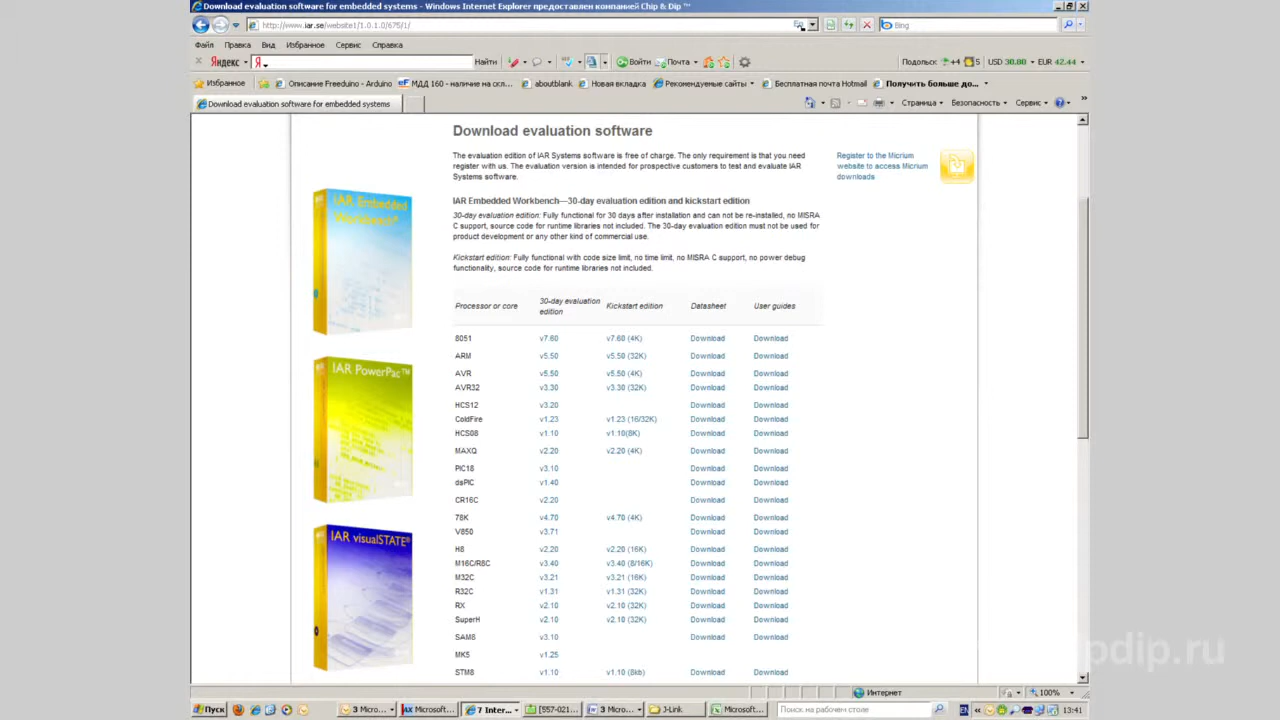 Download evaluation software for embedded systems - Windows Internet Explorer предоставлен компанией Chip & Dip ™
http://www.iar.se/website1/1.0.1.0/675/1/
Bing
Файл Правка Вид Избранное Сервис Справка
Яндекс Я Найти Войти Почта Подольск +4 5 USD 30.80 EUR 42.44
Избранное Описание Freeduino - Arduino МДД 160 - наличие на скл... aboutblank Новая вкладка Рекомендуемые сайты Бесплатная почта Hotmail Получить больше до...
Download evaluation software for embedded systems Страница Безопасность Сервис
Download evaluation software
The evaluation edition of IAR Systems software is free of charge. The only requirement is that you need
register with us. The evaluation version is intended for prospective customers to test and evaluate IAR
Systems software.
Register to the Micrium
website to access Micrium
downloads
IAR Embedded
Workbench®
IAR Embedded Workbench—30-day evaluation edition and kickstart edition
30-day evaluation edition: Fully functional for 30 days after installation and can not be re-installed, no MISRA
C support, source code for runtime libraries not included. The 30-day evaluation edition must not be used for
product development or any other kind of commercial use.
Kickstart edition: Fully functional with code size limit, no time limit, no MISRA C support, no power debug
functionality, source code for runtime libraries not included.
Processor or core 30-day evaluation edition Kickstart edition Datasheet User guides
8051 v7.60 v7.60 (4K) Download Download
ARM v5.50 v5.50 (32K) Download Download
AVR v5.50 v5.50 (4K) Download Download
AVR32 v3.30 v3.30 (32K) Download Download
HCS12 v3.20 Download Download
ColdFire v1.23 v1.23 (16/32K) Download Download
HCS08 v1.10 v1.10(8K) Download Download
MAXQ v2.20 v2.20 (4K) Download Download
PIC18 v3.10 Download Download
dsPIC v1.40 Download Download
CR16C v2.20 Download Download
78K v4.70 v4.70 (4K) Download Download
V850 v3.71 Download Download
H8 v2.20 v2.20 (16K) Download Download
M16C/R8C v3.40 v3.40 (8/16K) Download Download
M32C v3.21 v3.21 (16K) Download Download
R32C v1.31 v1.31 (32K) Download Download
RX v2.10 v2.10 (32K) Download Download
SuperH v2.10 v2.10 (32K) Download Download
SAM8 v3.10 Download Download
MK5 v1.25
STM8 v1.10 v1.10 (8kb) Download Download
IAR PowerPac™
IAR visualSTATE®
pdip.ru
Интернет 100%
Пуск 3 Micro... Microsoft... 7 Inter... [557-021... 3 Micro... J-Link Microsoft... Поиск на рабочем столе EN 13:41